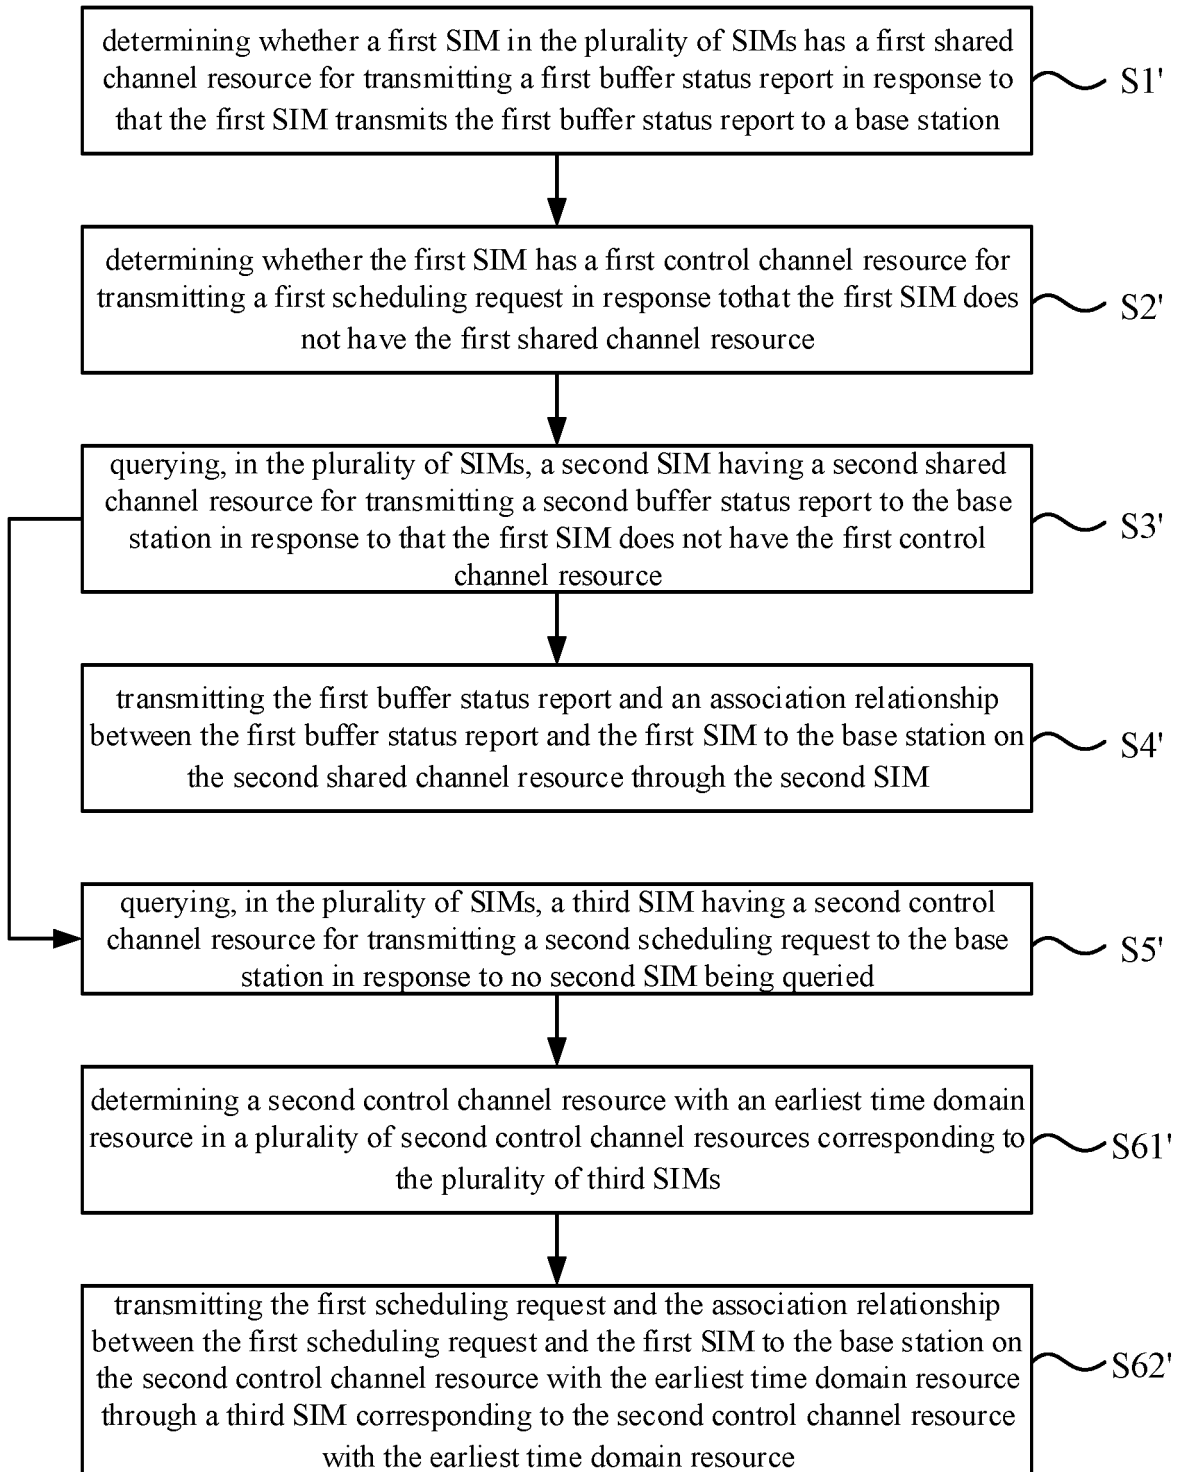 determining whether a first SIM in the plurality of SIMs has a first shared
channel resource for transmitting a first buffer status report in response to
that the first SIM transmits the first buffer status report to a base station
S1'
determining whether the first SIM has a first control channel resource for
transmitting a first scheduling request in response tothat the first SIM does
not have the first shared channel resource
S2'
querying, in the plurality of SIMs, a second SIM having a second shared
channel resource for transmitting a second buffer status report to the base
station in response to that the first SIM does not have the first control
channel resource
S3'
transmitting the first buffer status report and an association relationship
between the first buffer status report and the first SIM to the base station on
the second shared channel resource through the second SIM
S4'
querying, in the plurality of SIMs, a third SIM having a second control
channel resource for transmitting a second scheduling request to the base
station in response to no second SIM being queried
S5'
determining a second control channel resource with an earliest time domain
resource in a plurality of second control channel resources corresponding to
the plurality of third SIMs
S61'
transmitting the first scheduling request and the association relationship
between the first scheduling request and the first SIM to the base station on
the second control channel resource with the earliest time domain resource
through a third SIM corresponding to the second control channel resource
with the earliest time domain resource
S62'